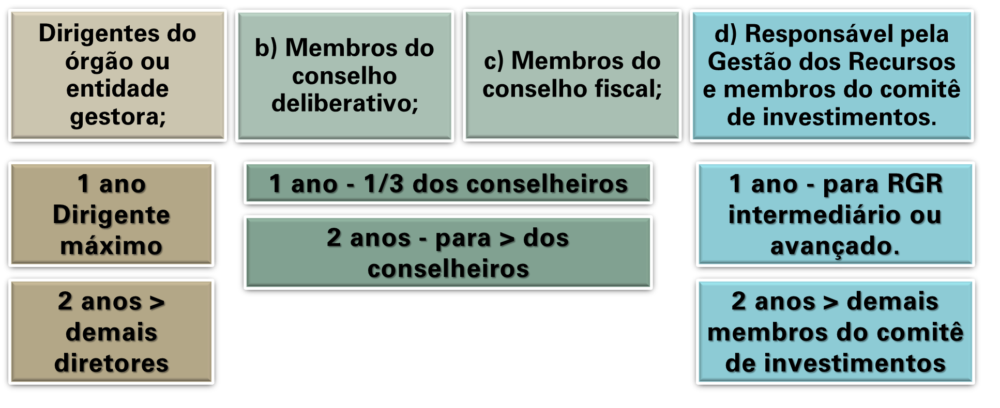 Dirigentes do
órgão ou
entidade
gestora;
b) Membros do
conselho
deliberativo;
c) Membros do
conselho fiscal;
d) Responsável pela
Gestão dos Recursos
e membros do comitê
de investimentos.
1 ano
Dirigente
máximo
2 anos >
demais
diretores
1 ano - 1/3 dos conselheiros
2 anos - para > dos
conselheiros
1 ano - para RGR
intermediário ou
avançado.
2 anos > demais
membros do comitê
de investimentos